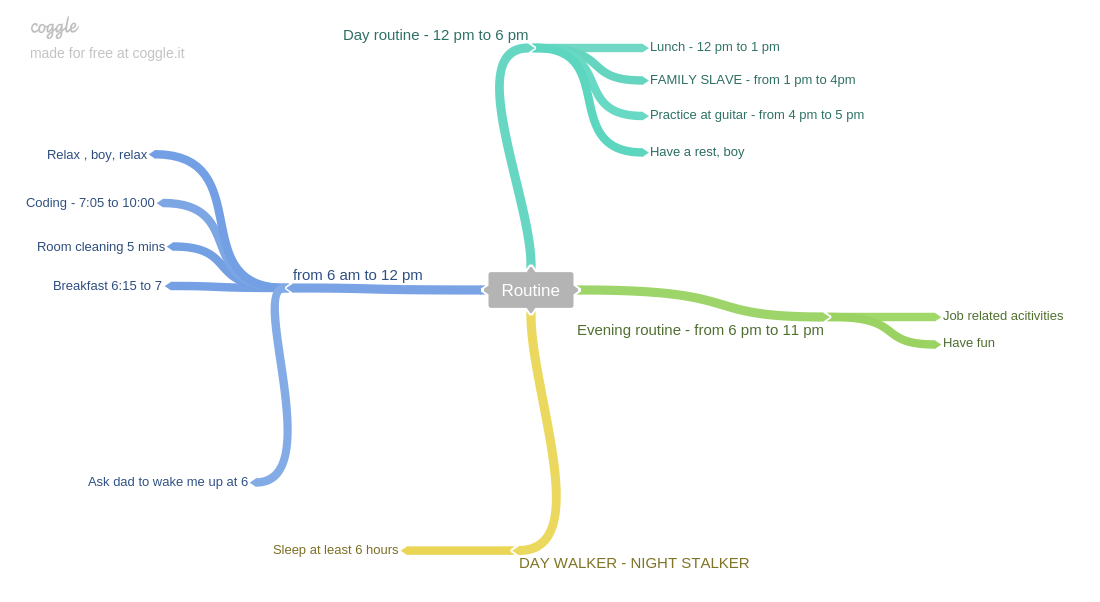 coggle
made for free at coggle.it
Day routine - 12 pm to 6 pm
Lunch - 12 pm to 1 pm
FAMILY SLAVE - from 1 pm to 4pm
Practice at guitar - from 4 pm to 5 pm
Have a rest, boy
Relax , boy, relax
Coding - 7:05 to 10:00
Room cleaning 5 mins
Breakfast 6:15 to 7
from 6 am to 12 pm
Ask dad to wake me up at 6
Routine
Evening routine - from 6 pm to 11 pm
Job related acitivities
Have fun
Sleep at least 6 hours
DAY WALKER - NIGHT STALKER